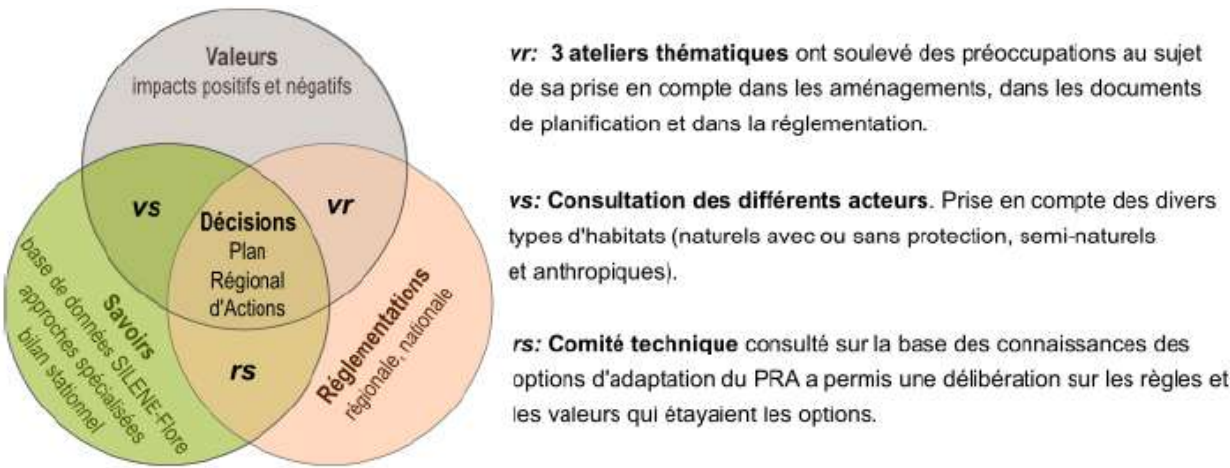 Valeurs
impacts positifs et négatifs
vs
vr
Décisions
Plan
Régional
d'Actions
Savoirs
base de données SILENE-Flore
approches spécialisées
bilan stationnel
rs
Réglementations
régionale, nationale
vr: 3 ateliers thématiques ont soulevé des préoccupations au sujet
de sa prise en compte dans les aménagements, dans les documents
de planification et dans la réglementation.
vs: Consultation des différents acteurs. Prise en compte des divers
types d'habitats (naturels avec ou sans protection, semi-naturels
et anthropiques).
rs: Comité technique consulté sur la base des connaissances des
options d'adaptation du PRA a permis une délibération sur les règles et
les valeurs qui étayaient les options.